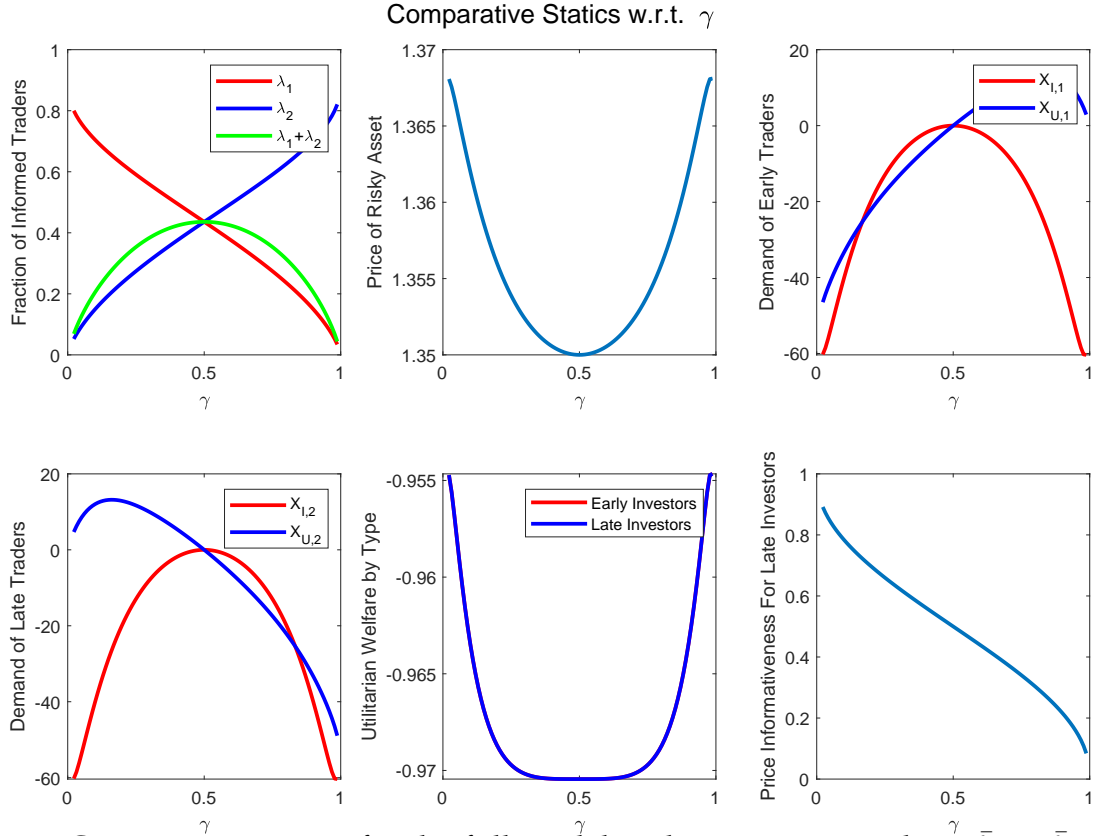 Comparative Statics w.r.t. γ
Fraction of Informed Traders
1
0.8
0.6
0.4
0.2
0
0
0.5
1
γ
λ1
λ2
λ1+λ2
Price of Risky Asset
1.37
1.365
1.36
1.355
1.35
0
0.5
1
γ
Demand of Early Traders
20
0
-20
-40
-60
0
0.5
1
γ
X_I,1
X_U,1
Demand of Late Traders
20
0
-20
-40
-60
0
0.5
1
γ
X_I,2
X_U,2
Utilitarian Welfare by Type
-0.955
-0.96
-0.965
-0.97
0
0.5
1
γ
Early Investors
Late Investors
Price Informativeness For Late Investors
1
0.8
0.6
0.4
0.2
0
0
0.5
1
γ